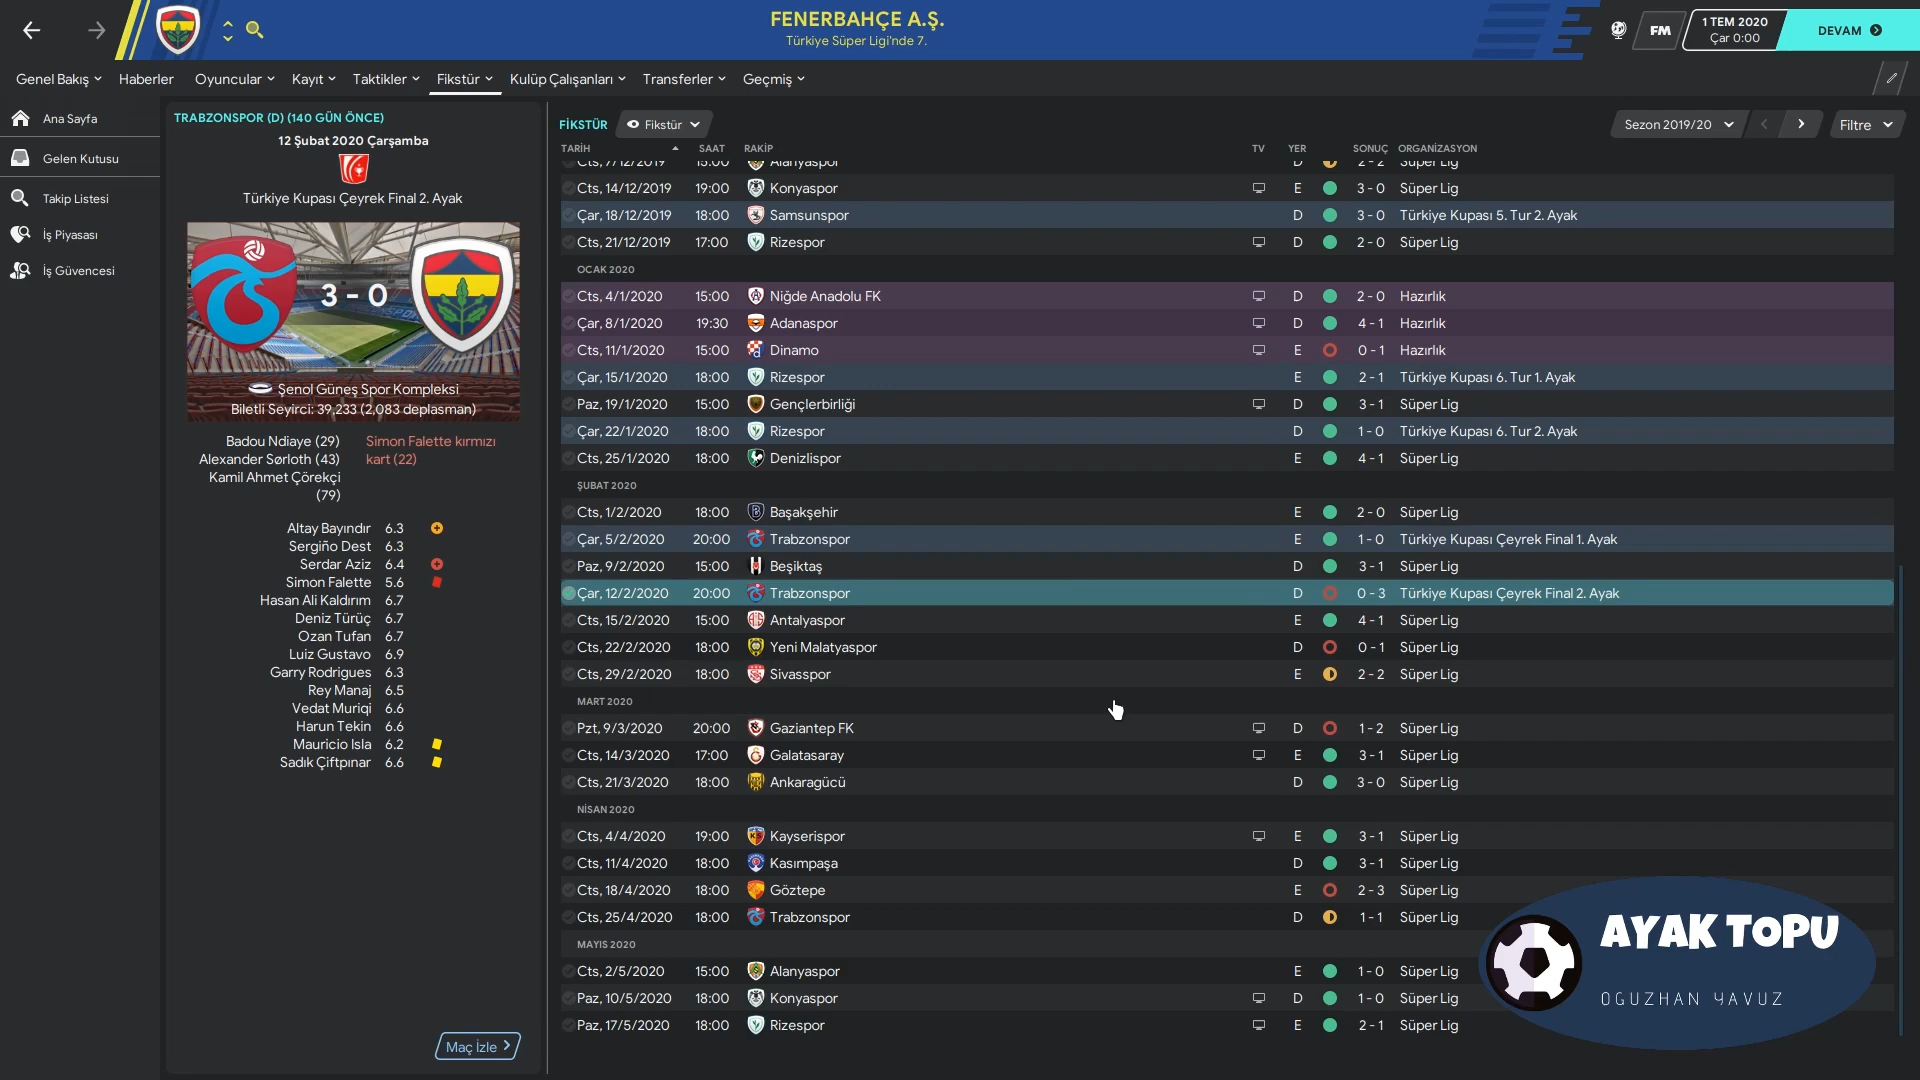 FENERBAHÇE A.Ş.
Türkiye Süper Ligi'nde 7.
FM
1 TEM 2020
Çar 0:00
DEVAM
Genel Bakış
Haberler
Oyuncular
Kayıt
Taktikler
Fikstür
Kulüp Çalışanları
Transferler
Geçmiş
Ana Sayfa
Gelen Kutusu
Takip Listesi
İş Piyasası
İş Güvencesi
TRABZONSPOR (D) (140 GÜN ÖNCE)
12 Şubat 2020 Çarşamba
Türkiye Kupası Çeyrek Final 2. Ayak
3 - 0
Şenol Güneş Spor Kompleksi
Biletli Seyirci: 39,233 (2,083 deplasman)
Badou Ndiaye (29)
Alexander Sørloth (43)
Kamil Ahmet Çörekçi
(79)
Simon Falette kırmızı
kart (22)
Altay Bayındır 6.3
Sergiño Dest 6.3
Serdar Aziz 6.4
Simon Falette 5.6
Hasan Ali Kaldırım 6.7
Deniz Türüç 6.7
Ozan Tufan 6.7
Luiz Gustavo 6.9
Garry Rodrigues 6.3
Rey Manaj 6.5
Vedat Muriqi 6.6
Harun Tekin 6.6
Mauricio Isla 6.2
Sadık Çiftpınar 6.6
Maç İzle
FİKSTÜR
Fikstür
Sezon 2019/20
Filtre
TARİH SAAT RAKİP TV YER SONUÇ ORGANİZASYON
Cts, 7/12/2019 15:00 Alanyaspor D 2 - 2 Süper Lig
Cts, 14/12/2019 19:00 Konyaspor E 3 - 0 Süper Lig
Çar, 18/12/2019 18:00 Samsunspor D 3 - 0 Türkiye Kupası 5. Tur 2. Ayak
Cts, 21/12/2019 17:00 Rizespor D 2 - 0 Süper Lig
OCAK 2020
Cts, 4/1/2020 15:00 Niğde Anadolu FK D 2 - 0 Hazırlık
Çar, 8/1/2020 19:30 Adanaspor D 4 - 1 Hazırlık
Cts, 11/1/2020 15:00 Dinamo E 0 - 1 Hazırlık
Çar, 15/1/2020 18:00 Rizespor E 2 - 1 Türkiye Kupası 6. Tur 1. Ayak
Paz, 19/1/2020 15:00 Gençlerbirliği D 3 - 1 Süper Lig
Çar, 22/1/2020 18:00 Rizespor D 1 - 0 Türkiye Kupası 6. Tur 2. Ayak
Cts, 25/1/2020 18:00 Denizlispor E 4 - 1 Süper Lig
ŞUBAT 2020
Cts, 1/2/2020 18:00 Başakşehir E 2 - 0 Süper Lig
Çar, 5/2/2020 20:00 Trabzonspor E 1 - 0 Türkiye Kupası Çeyrek Final 1. Ayak
Paz, 9/2/2020 15:00 Beşiktaş D 3 - 1 Süper Lig
Çar, 12/2/2020 20:00 Trabzonspor D 0 - 3 Türkiye Kupası Çeyrek Final 2. Ayak
Cts, 15/2/2020 15:00 Antalyaspor E 4 - 1 Süper Lig
Cts, 22/2/2020 18:00 Yeni Malatyaspor D 0 - 1 Süper Lig
Cts, 29/2/2020 18:00 Sivasspor E 2 - 2 Süper Lig
MART 2020
Pzt, 9/3/2020 20:00 Gaziantep FK D 1 - 2 Süper Lig
Cts, 14/3/2020 17:00 Galatasaray E 3 - 1 Süper Lig
Cts, 21/3/2020 18:00 Ankaragücü D 3 - 0 Süper Lig
NİSAN 2020
Cts, 4/4/2020 19:00 Kayserispor E 3 - 1 Süper Lig
Cts, 11/4/2020 18:00 Kasımpaşa D 3 - 1 Süper Lig
Cts, 18/4/2020 18:00 Göztepe E 2 - 3 Süper Lig
Cts, 25/4/2020 18:00 Trabzonspor D 1 - 1 Süper Lig
MAYIS 2020
Cts, 2/5/2020 15:00 Alanyaspor E 1 - 0 Süper Lig
Paz, 10/5/2020 18:00 Konyaspor D 1 - 0 Süper Lig
Paz, 17/5/2020 18:00 Rizespor E 2 - 1 Süper Lig
AYAK TOPU
OGUZHAN YAVUZ